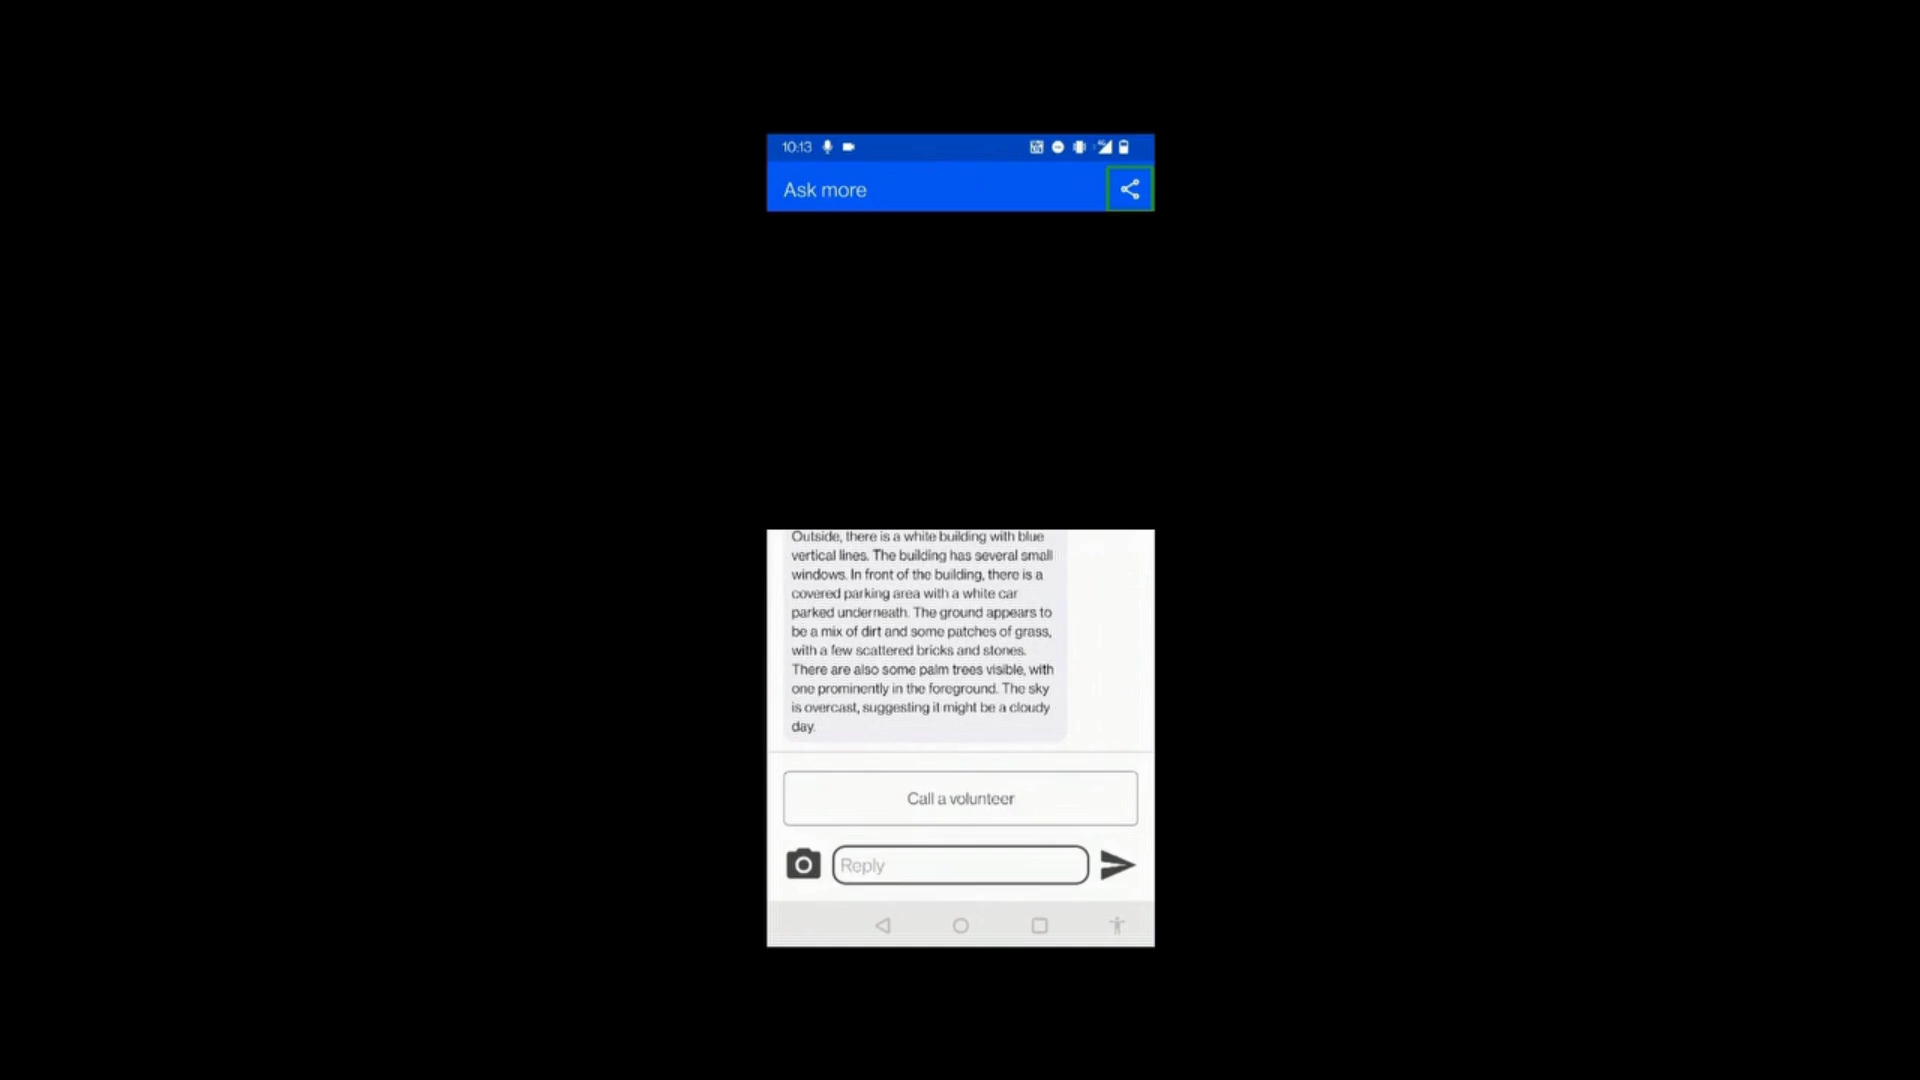 10:13
Ask more
Outside, there is a white building with blue
vertical lines. The building has several small
windows. In front of the building, there is a
covered parking area with a white car
parked underneath. The ground appears to
be a mix of dirt and some patches of grass,
with a few scattered bricks and stones.
There are also some palm trees visible, with
one prominently in the foreground. The sky
is overcast, suggesting it might be a cloudy
day.
Call a volunteer
Reply